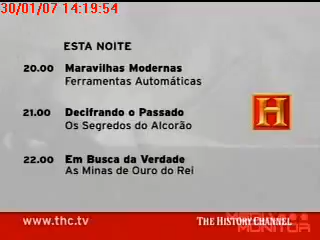 30/01/07 14:19:54
ESTA NOITE
20.00 Maravilhas Modernas
Ferramentas Automáticas
21.00 Decifrando o Passado
Os Segredos do Alcorão
22.00 Em Busca da Verdade
As Minas de Ouro do Rei
H
www.thc.tv
THE HISTORY CHANNEL
MONITOR